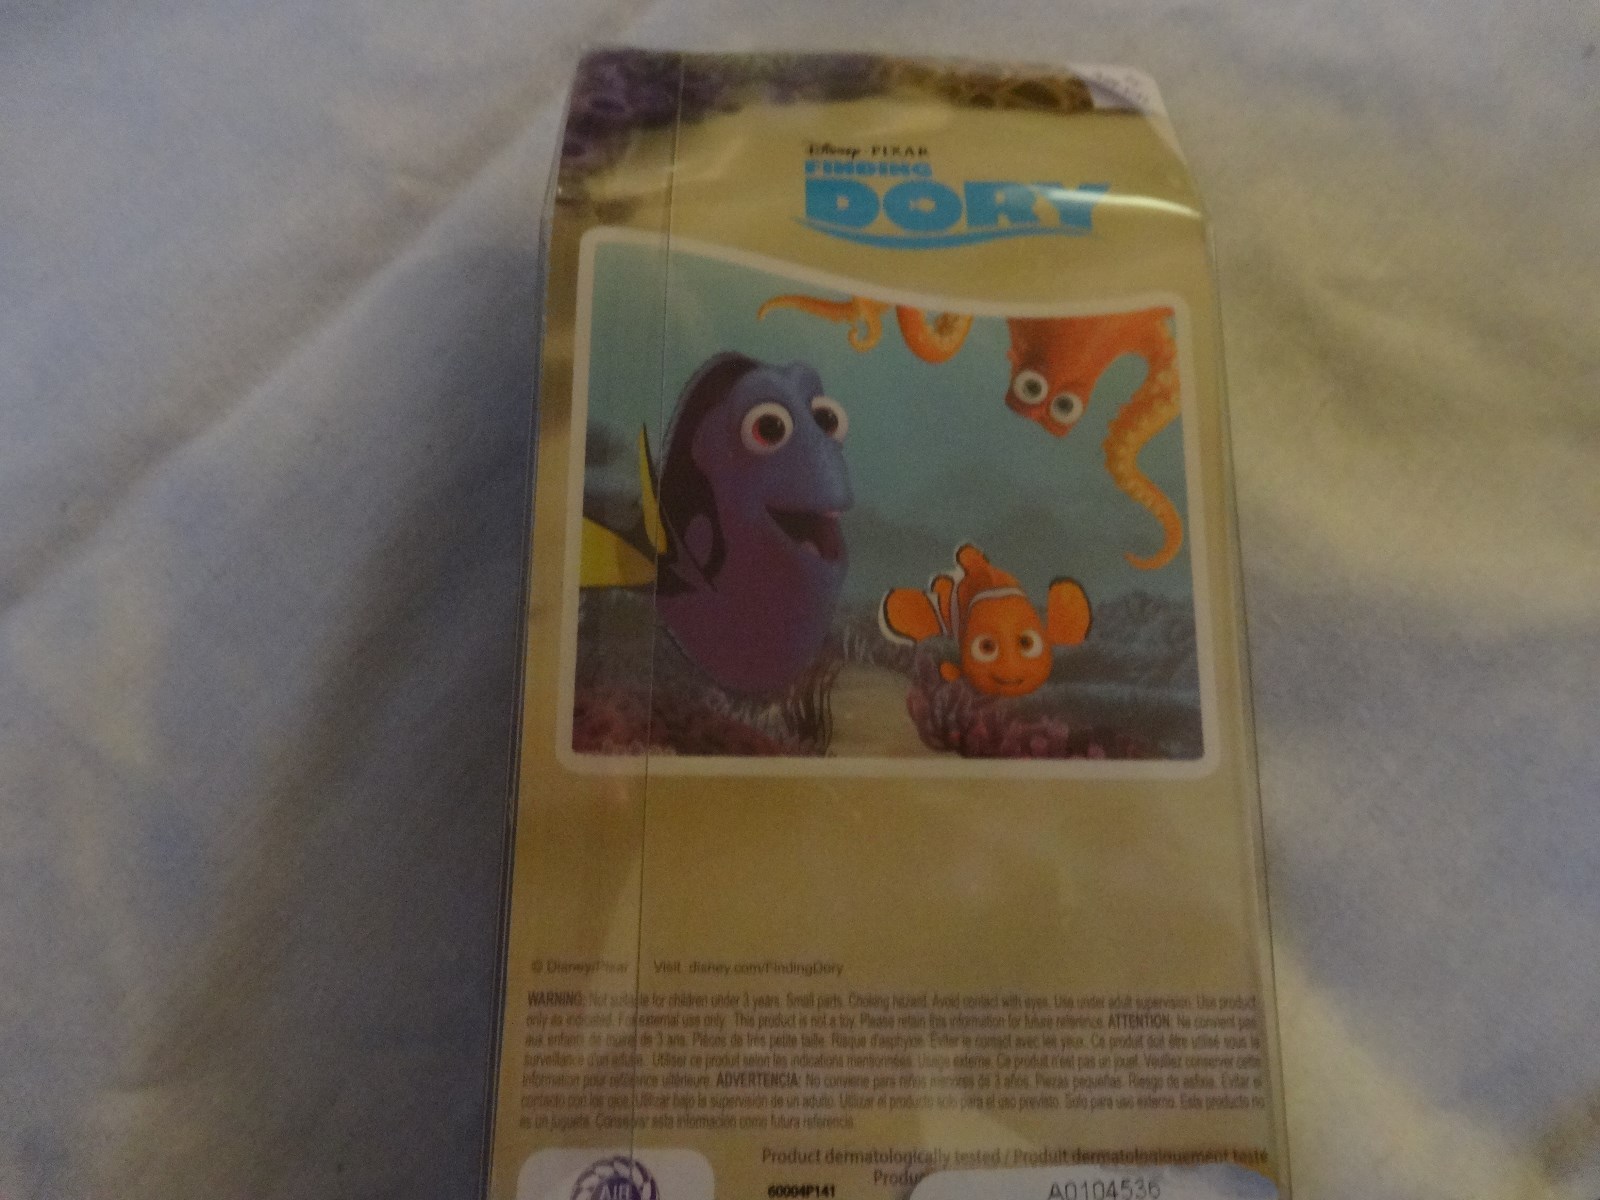 Disney · PIXAR
FINDING
DORY
© Disney/Pixar Visit. disney.com/FindingDory
WARNING: Not suitable for children under 3 years. Small parts. Choking hazard. Avoid contact with eyes. Use under adult supervision. Use product
only as indicated. For external use only. This product is not a toy. Please retain this information for future reference. ATTENTION: Ne convient pas
aux enfants de moins de 3 ans. Pièces de très petite taille. Risque d'asphyxie. Eviter le contact avec les yeux. Ce produit doit être utilisé sous la
surveillance d'un adulte. Utiliser ce produit selon les indications mentionnées. Usage externe. Ce produit n'est pas un jouet. Veuillez conserver cette
information pour référence ultérieure. ADVERTENCIA: No conviene para niños menores de 3 años. Piezas pequeñas. Riesgo de asfixia. Evitar el
contacto con los ojos. Utilizar bajo la supervisión de un adulto. Utilizar el producto solo para el uso previsto. Solo para uso externo. Este producto no
es un juguete. Conservar esta información como futura referencia.
Product dermatologically tested / Produit dermatologiquement testé
Produ
AIR
60004P141
A0104536